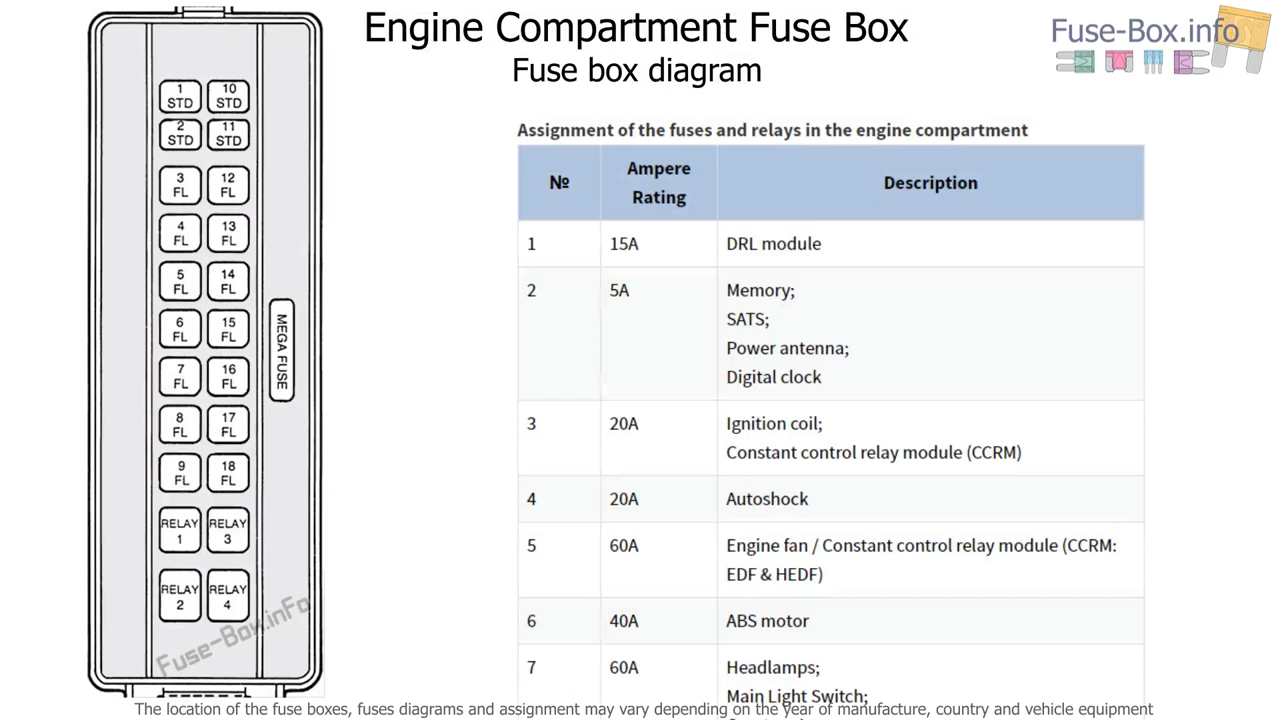 Engine Compartment Fuse Box
Fuse box diagram
Fuse-Box.info
1 STD
10 STD
2 STD
11 STD
3 FL
12 FL
4 FL
13 FL
5 FL
14 FL
6 FL
15 FL
7 FL
16 FL
8 FL
17 FL
9 FL
18 FL
RELAY 1
RELAY 3
RELAY 2
RELAY 4
MEGA FUSE
Fuse-Box.inFo
Assignment of the fuses and relays in the engine compartment
№ Ampere Rating Description
1 15A DRL module
2 5A Memory;
SATS;
Power antenna;
Digital clock
3 20A Ignition coil;
Constant control relay module (CCRM)
4 20A Autoshock
5 60A Engine fan / Constant control relay module (CCRM:
EDF & HEDF)
6 40A ABS motor
7 60A Headlamps;
Main Light Switch;
The location of the fuse boxes, fuses diagrams and assignment may vary depending on the year of manufacture, country and vehicle equipment